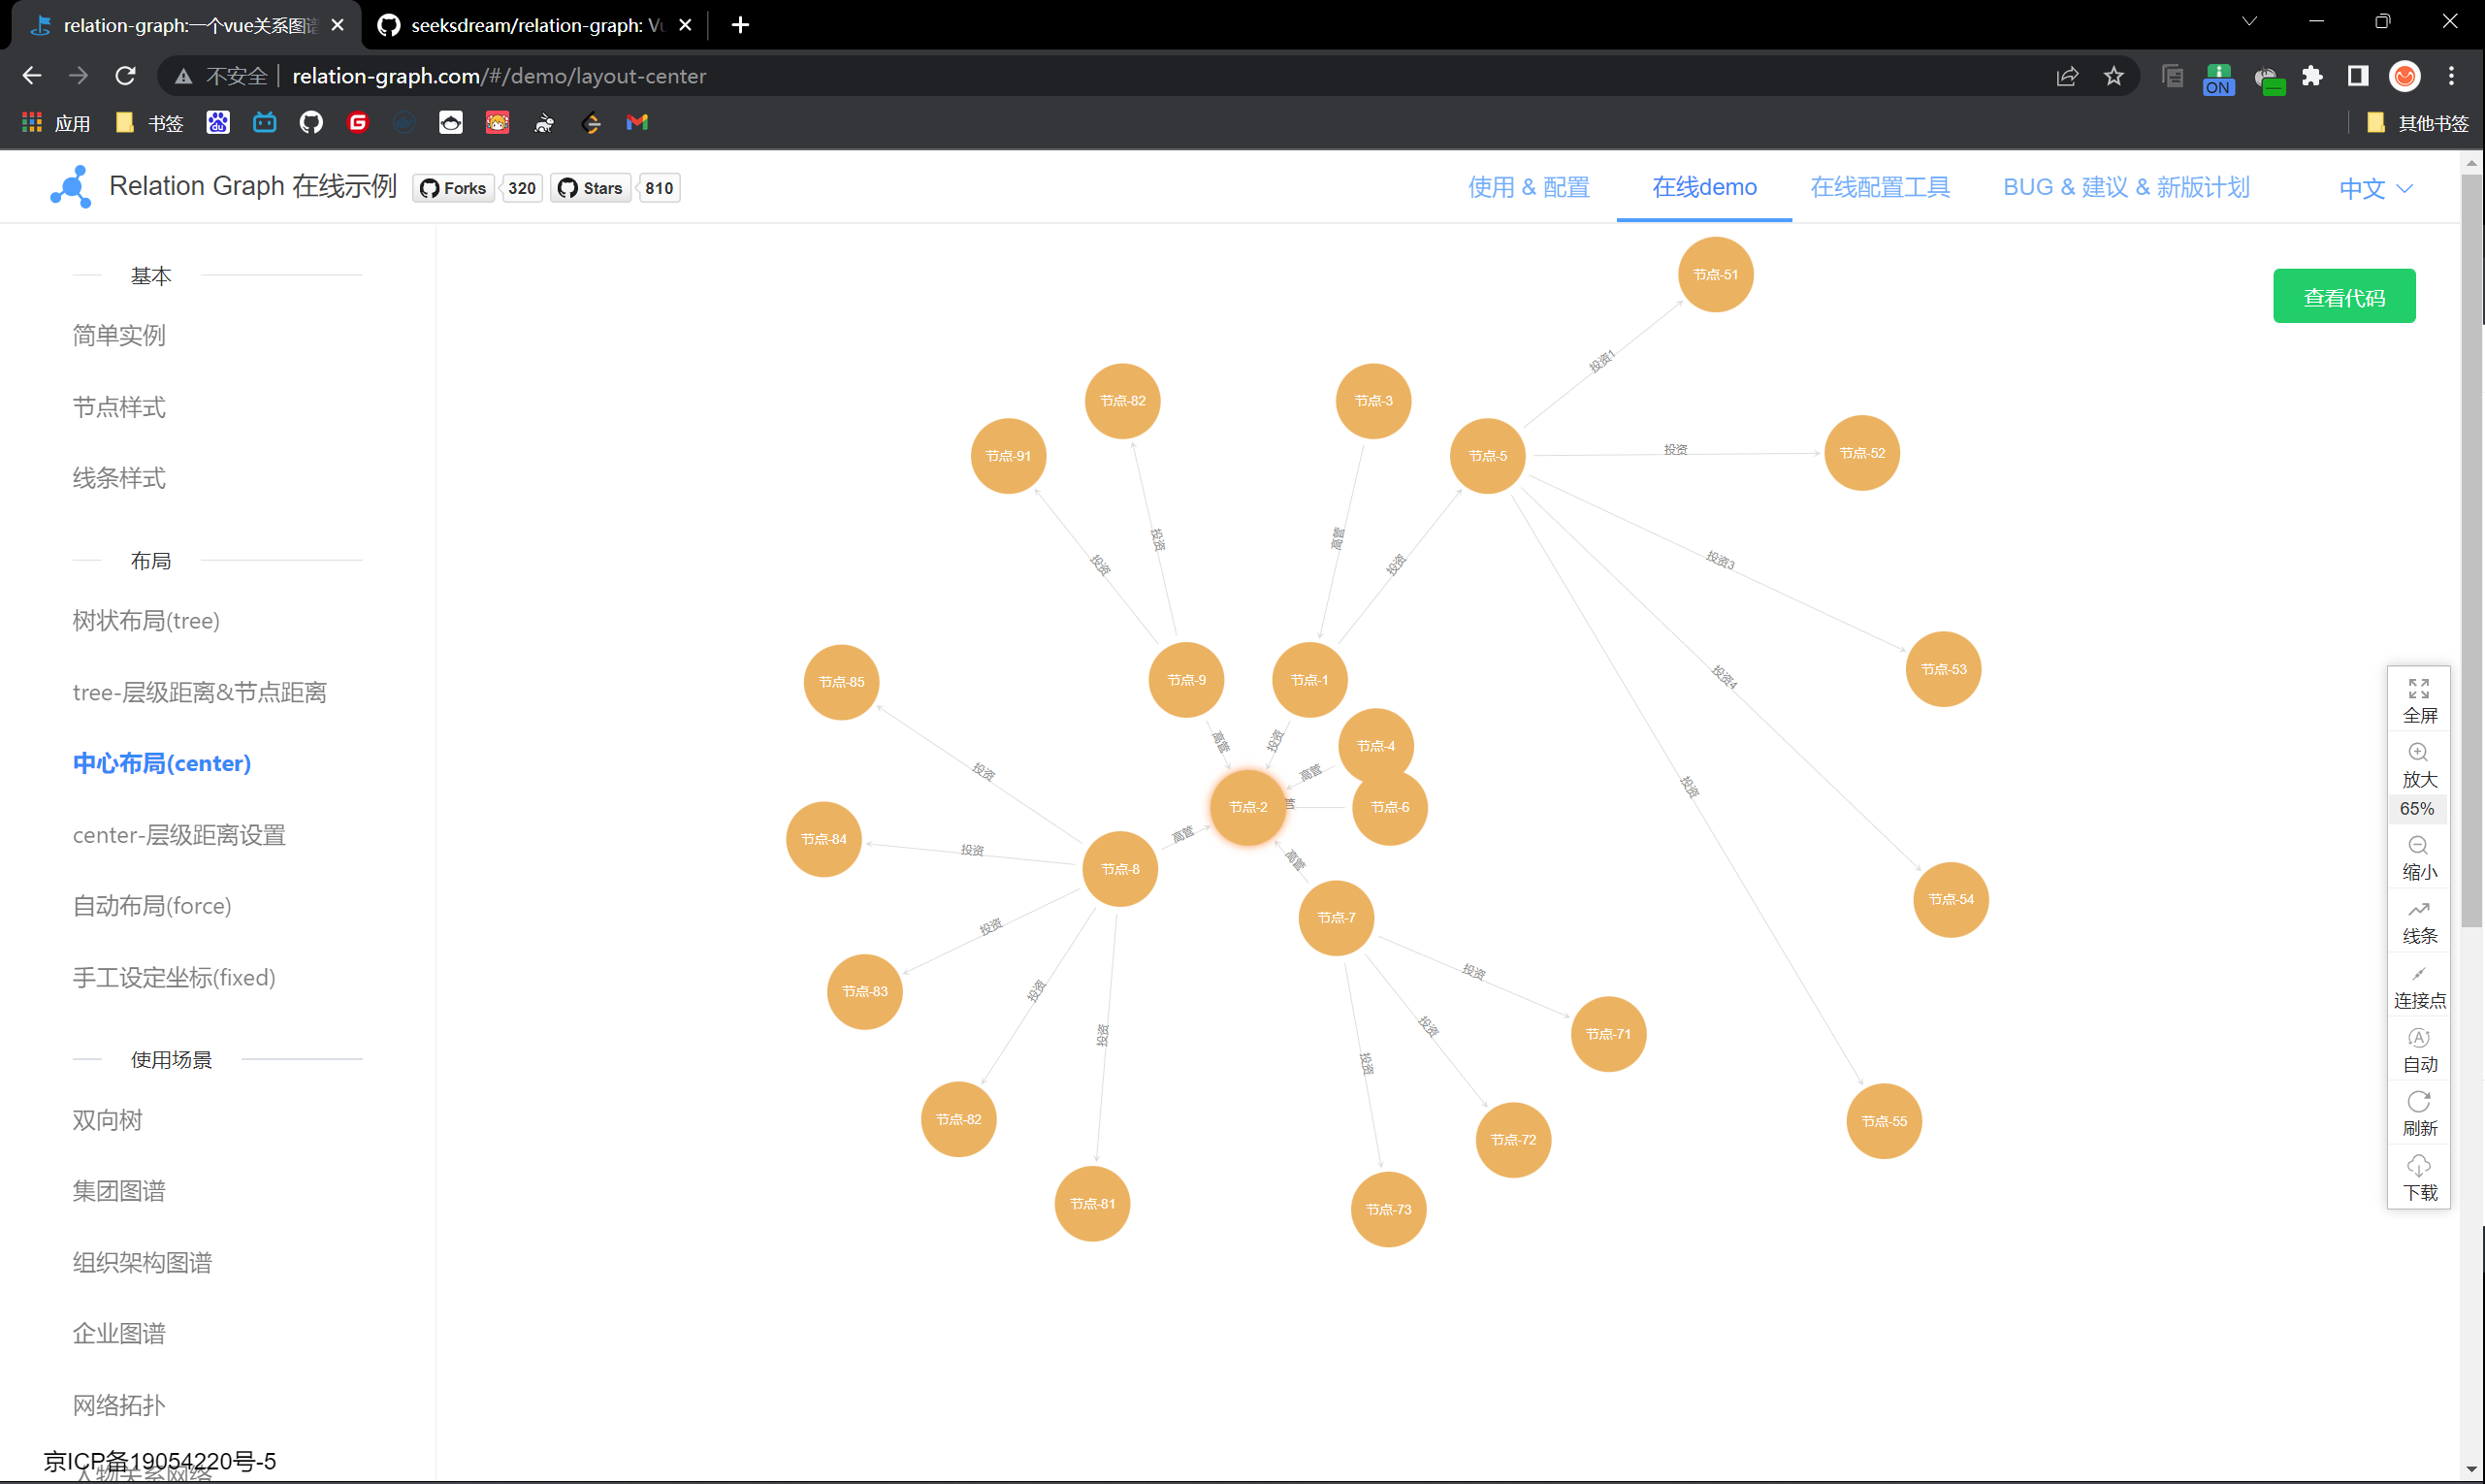 relation-graph:一个vue关系图谱
seeksdream/relation-graph: Vu
不安全
relation-graph.com/#/demo/layout-center
ON
应用
书签
其他书签
Relation Graph 在线示例
Forks
320
Stars
810
使用 & 配置
在线demo
在线配置工具
BUG & 建议 & 新版计划
中文
基本
简单实例
节点样式
线条样式
布局
树状布局(tree)
tree-层级距离&节点距离
中心布局(center)
center-层级距离设置
自动布局(force)
手工设定坐标(fixed)
使用场景
双向树
集团图谱
组织架构图谱
企业图谱
网络拓扑
人物关系网络
京ICP备19054220号-5
查看代码
节点-51
投资1
节点-82
节点-3
节点-91
节点-5
投资
节点-52
投资
高管
投资
投资
投资3
节点-85
节点-9
节点-1
节点-53
投资4
高管
投资
节点-4
投资
高管
投资
节点-2
管
节点-6
节点-84
高管
投资
高管
节点-8
节点-54
节点-7
投资
节点-83
投资
投资
投资
投资
投资
节点-71
节点-82
节点-72
节点-55
节点-81
节点-73
全屏
放大
65%
缩小
线条
连接点
自动
刷新
下载